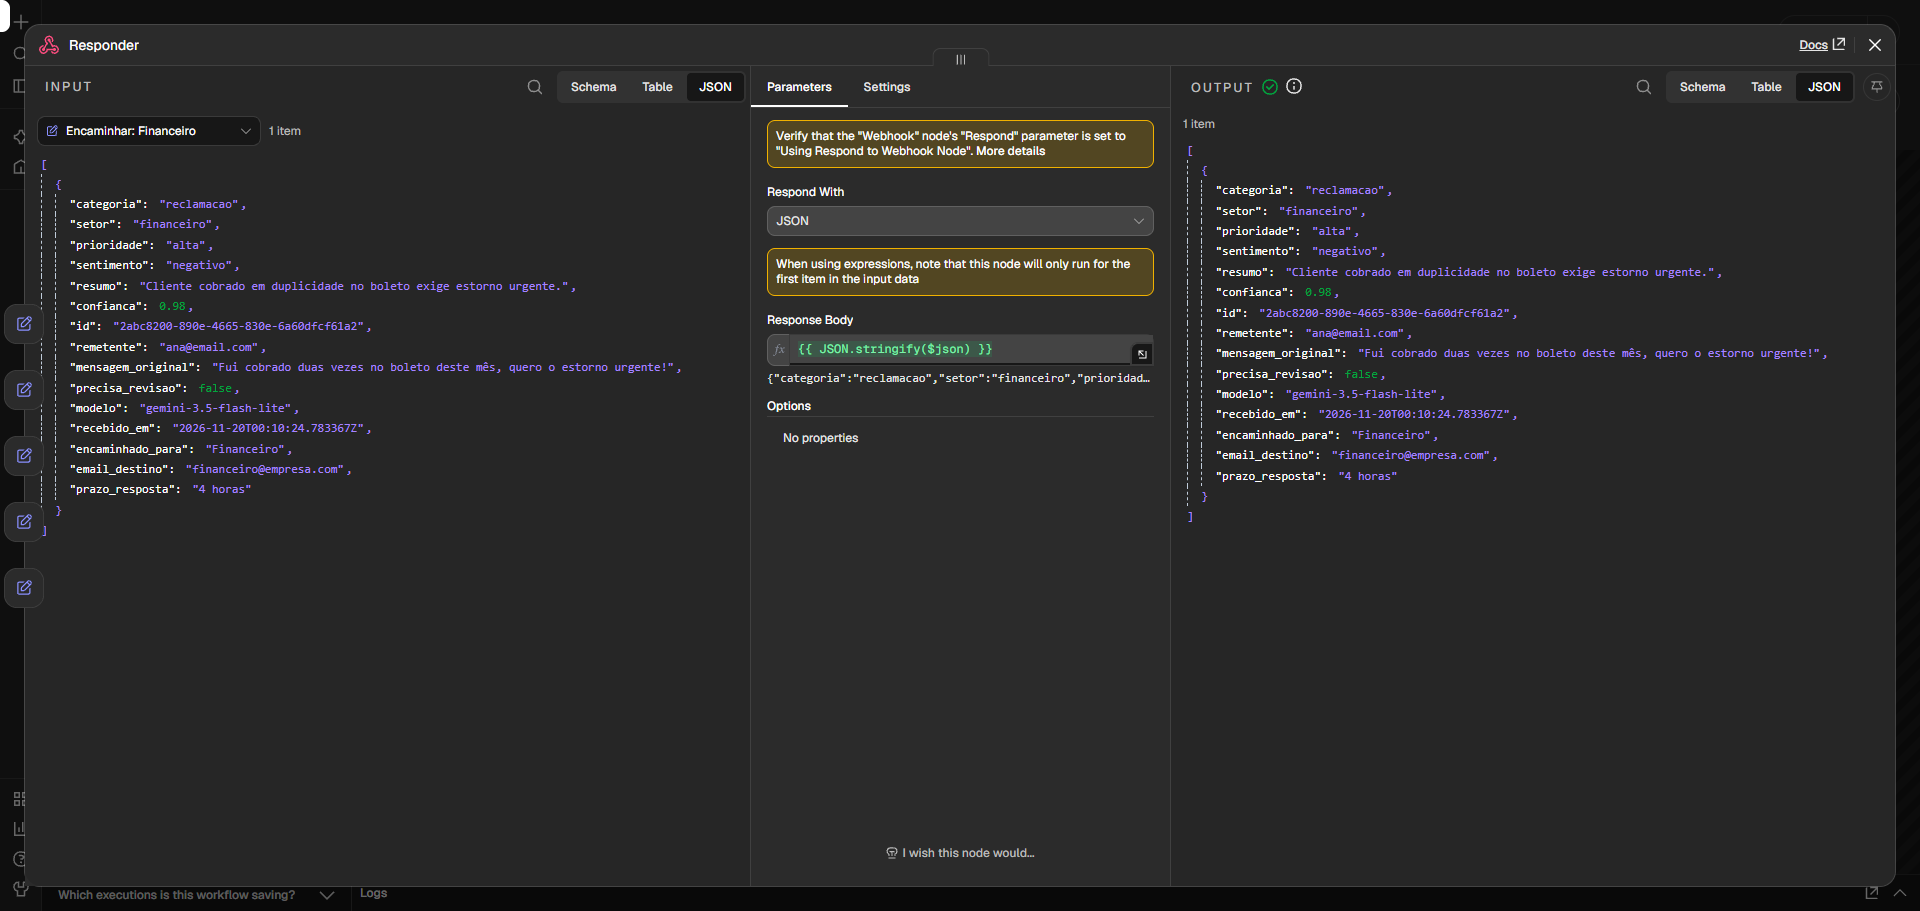 Responder
Docs
INPUT
Schema
Table
JSON
Encaminhar: Financeiro
1 item
[
{
"categoria": "reclamacao",
"setor": "financeiro",
"prioridade": "alta",
"sentimento": "negativo",
"resumo": "Cliente cobrado em duplicidade no boleto exige estorno urgente.",
"confianca": 0.98,
"id": "2abc8200-890e-4665-830e-6a60dfcf61a2",
"remetente": "ana@email.com",
"mensagem_original": "Fui cobrado duas vezes no boleto deste mês, quero o estorno urgente!",
"precisa_revisao": false,
"modelo": "gemini-3.5-flash-lite",
"recebido_em": "2026-11-20T00:10:24.783367Z",
"encaminhado_para": "Financeiro",
"email_destino": "financeiro@empresa.com",
"prazo_resposta": "4 horas"
}
]
Parameters
Settings
Verify that the "Webhook" node's "Respond" parameter is set to
"Using Respond to Webhook Node". More details
Respond With
JSON
When using expressions, note that this node will only run for the
first item in the input data
Response Body
fx
{{ JSON.stringify($json) }}
{"categoria":"reclamacao","setor":"financeiro","prioridad...
Options
No properties
I wish this node would...
OUTPUT
Schema
Table
JSON
1 item
[
{
"categoria": "reclamacao",
"setor": "financeiro",
"prioridade": "alta",
"sentimento": "negativo",
"resumo": "Cliente cobrado em duplicidade no boleto exige estorno urgente.",
"confianca": 0.98,
"id": "2abc8200-890e-4665-830e-6a60dfcf61a2",
"remetente": "ana@email.com",
"mensagem_original": "Fui cobrado duas vezes no boleto deste mês, quero o estorno urgente!",
"precisa_revisao": false,
"modelo": "gemini-3.5-flash-lite",
"recebido_em": "2026-11-20T00:10:24.783367Z",
"encaminhado_para": "Financeiro",
"email_destino": "financeiro@empresa.com",
"prazo_resposta": "4 horas"
}
]
Which executions is this workflow saving?
Logs